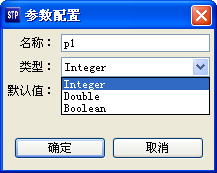 STP 参数配置
名称： p1
类型： Integer
Integer
默认值： Double
Boolean
确定 取消